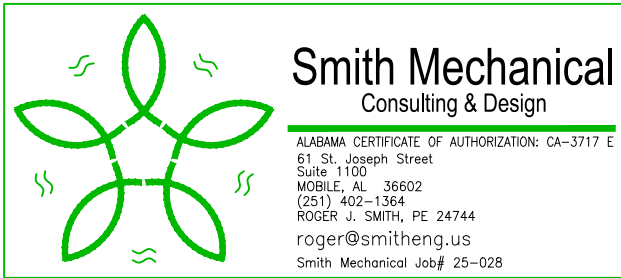 Smith Mechanical
Consulting & Design
ALABAMA CERTIFICATE OF AUTHORIZATION: CA-3717 E
61 St. Joseph Street
Suite 1100
MOBILE, AL 36602
(251) 402-1364
ROGER J. SMITH, PE 24744
roger@smitheng.us
Smith Mechanical Job# 25-028